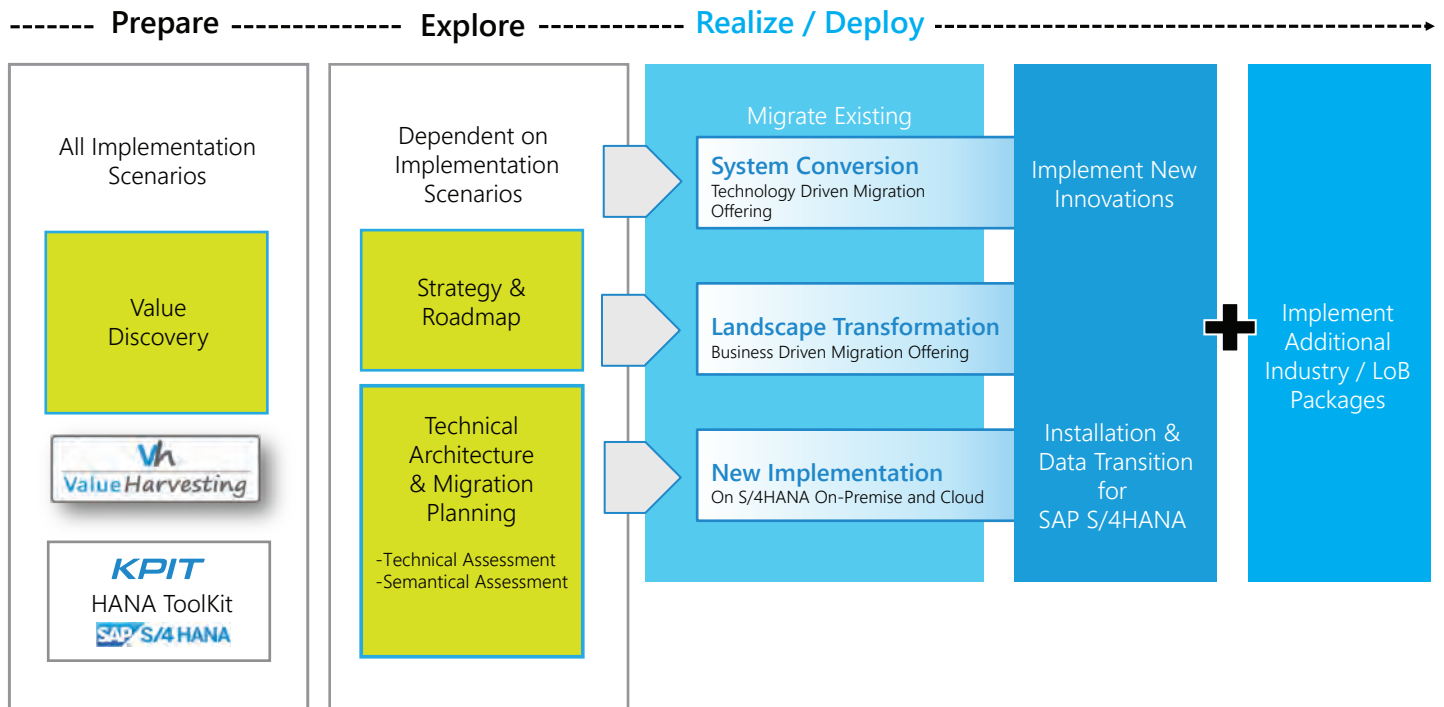 Prepare
Explore
Realize / Deploy
All Implementation
Scenarios
Value
Discovery
Vh
ValueHarvesting
KPIT
HANA ToolKit
SAP S/4HANA
Dependent on
Implementation
Scenarios
Strategy &
Roadmap
Technical
Architecture
& Migration
Planning
-Technical Assessment
-Semantical Assessment
Migrate Existing
System Conversion
Technology Driven Migration
Offering
Landscape Transformation
Business Driven Migration Offering
New Implementation
On S/4HANA On-Premise and Cloud
Implement New
Innovations
Installation &
Data Transition
for
SAP S/4HANA
Implement
Additional
Industry / LoB
Packages